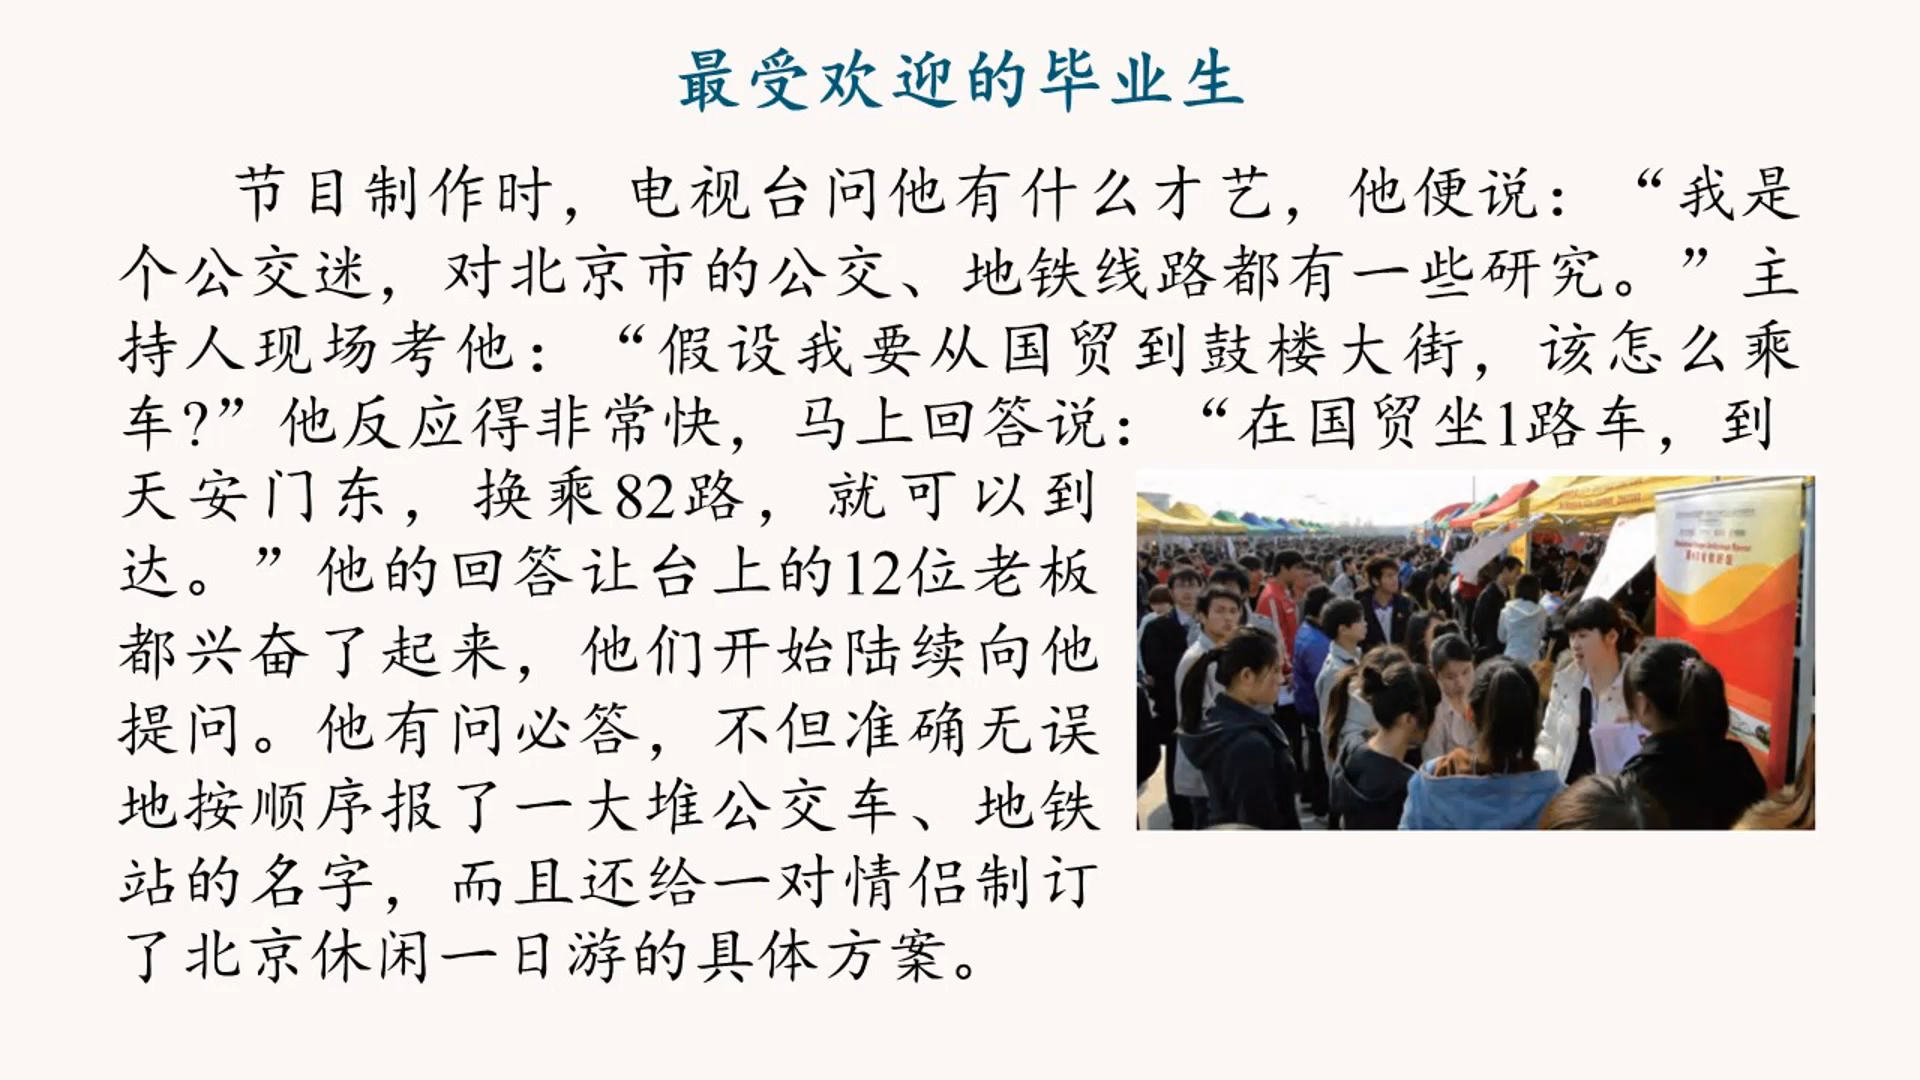 最受欢迎的毕业生
节目制作时，电视台问他有什么才艺，他便说：“我是
个公交迷，对北京市的公交、地铁线路都有一些研究。”主
持人现场考他：“假设我要从国贸到鼓楼大街，该怎么乘
车?”他反应得非常快，马上回答说：“在国贸坐1路车，到
天安门东，换乘82路，就可以到
达。”他的回答让台上的12位老板
都兴奋了起来，他们开始陆续向他
提问。他有问必答，不但准确无误
地按顺序报了一大堆公交车、地铁
站的名字，而且还给一对情侣制订
了北京休闲一日游的具体方案。